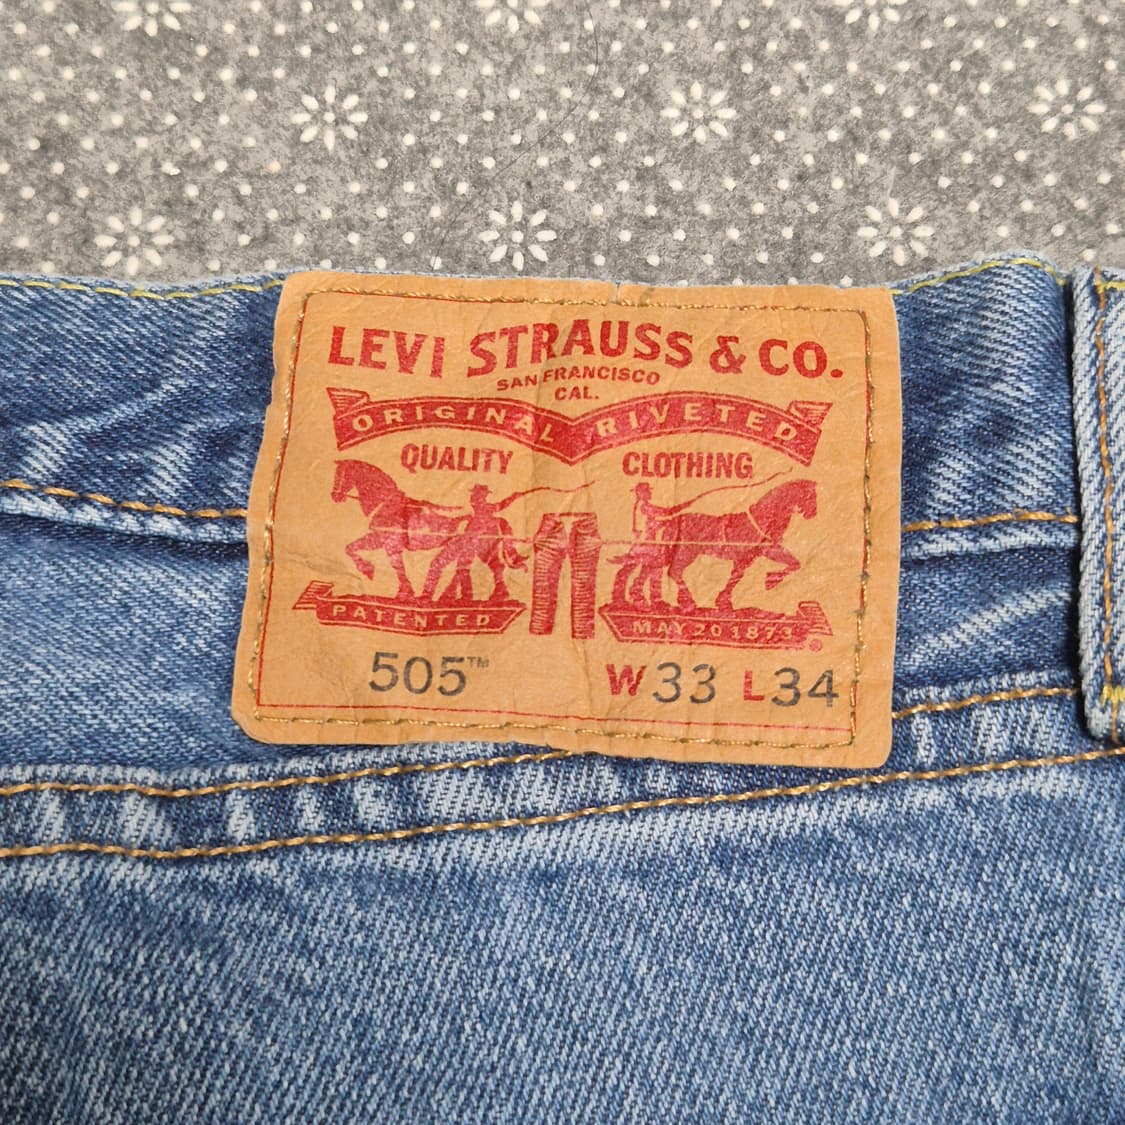 LEVI STRAUSS & CO.
SAN FRANCISCO
CAL.
ORIGINAL RIVETED
QUALITY CLOTHING
PATENTED MAY 20 1873
505™ W33 L34